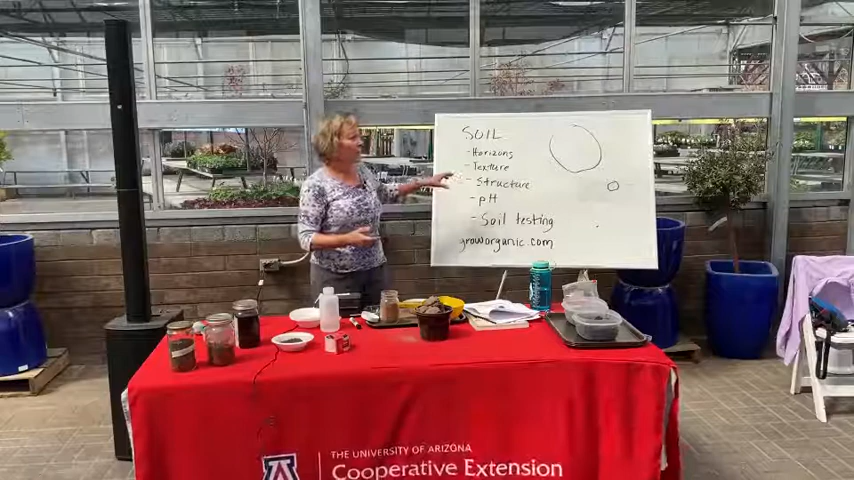 SOIL
- Horizons
- Texture
- Structure
- pH
- Soil testing
groworganic.com
THE UNIVERSITY OF ARIZONA
A
Cooperative Extension